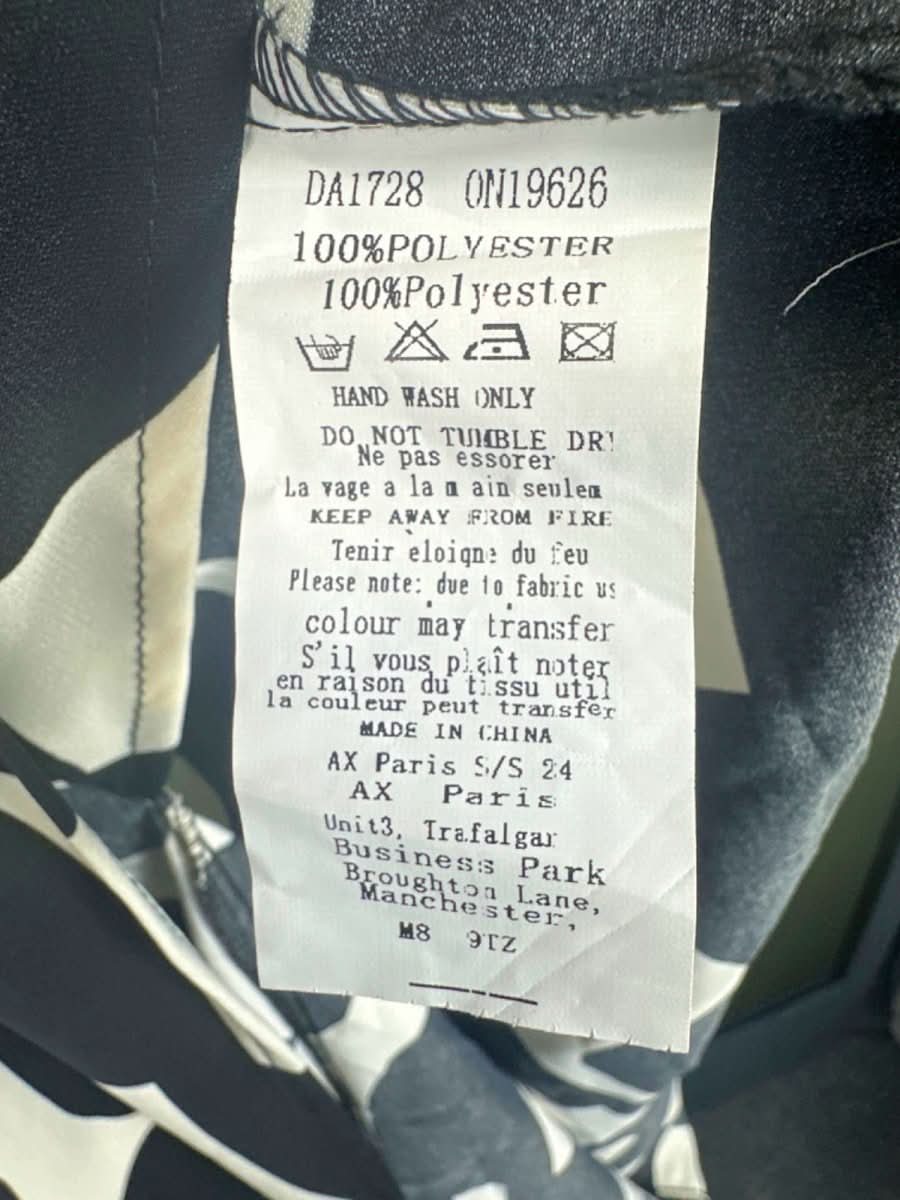 DA1728 ON19626
100%POLYESTER
100%Polyester
HAND WASH ONLY
DO NOT TUMBLE DRY
Ne pas essorer
La vage a la m ain seulem
KEEP AWAY FROM FIRE
Tenir èloigne du feu
Please note: due to fabric us
colour may transfer
S'il vous plaît noter
en raison du tissu util
la couleur peut transfer
MADE IN CHINA
AX Paris S/S 24
AX Paris
Unit3, Trafalgar
Business Park
Broughton Lane,
Manchester,
M8 9TZ